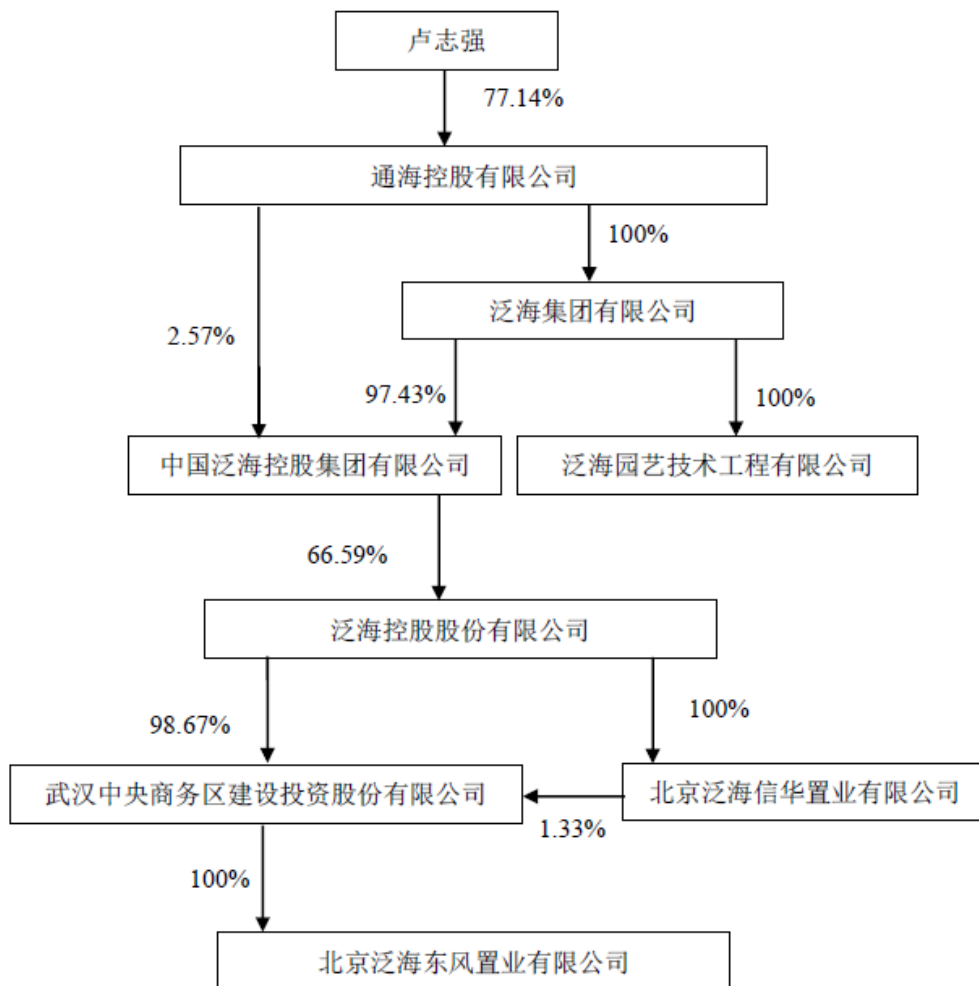 卢志强
77.14%
通海控股有限公司
100%
泛海集团有限公司
2.57%
97.43%
100%
中国泛海控股集团有限公司
泛海园艺技术工程有限公司
66.59%
泛海控股股份有限公司
98.67%
100%
武汉中央商务区建设投资股份有限公司
北京泛海信华置业有限公司
1.33%
100%
北京泛海东风置业有限公司